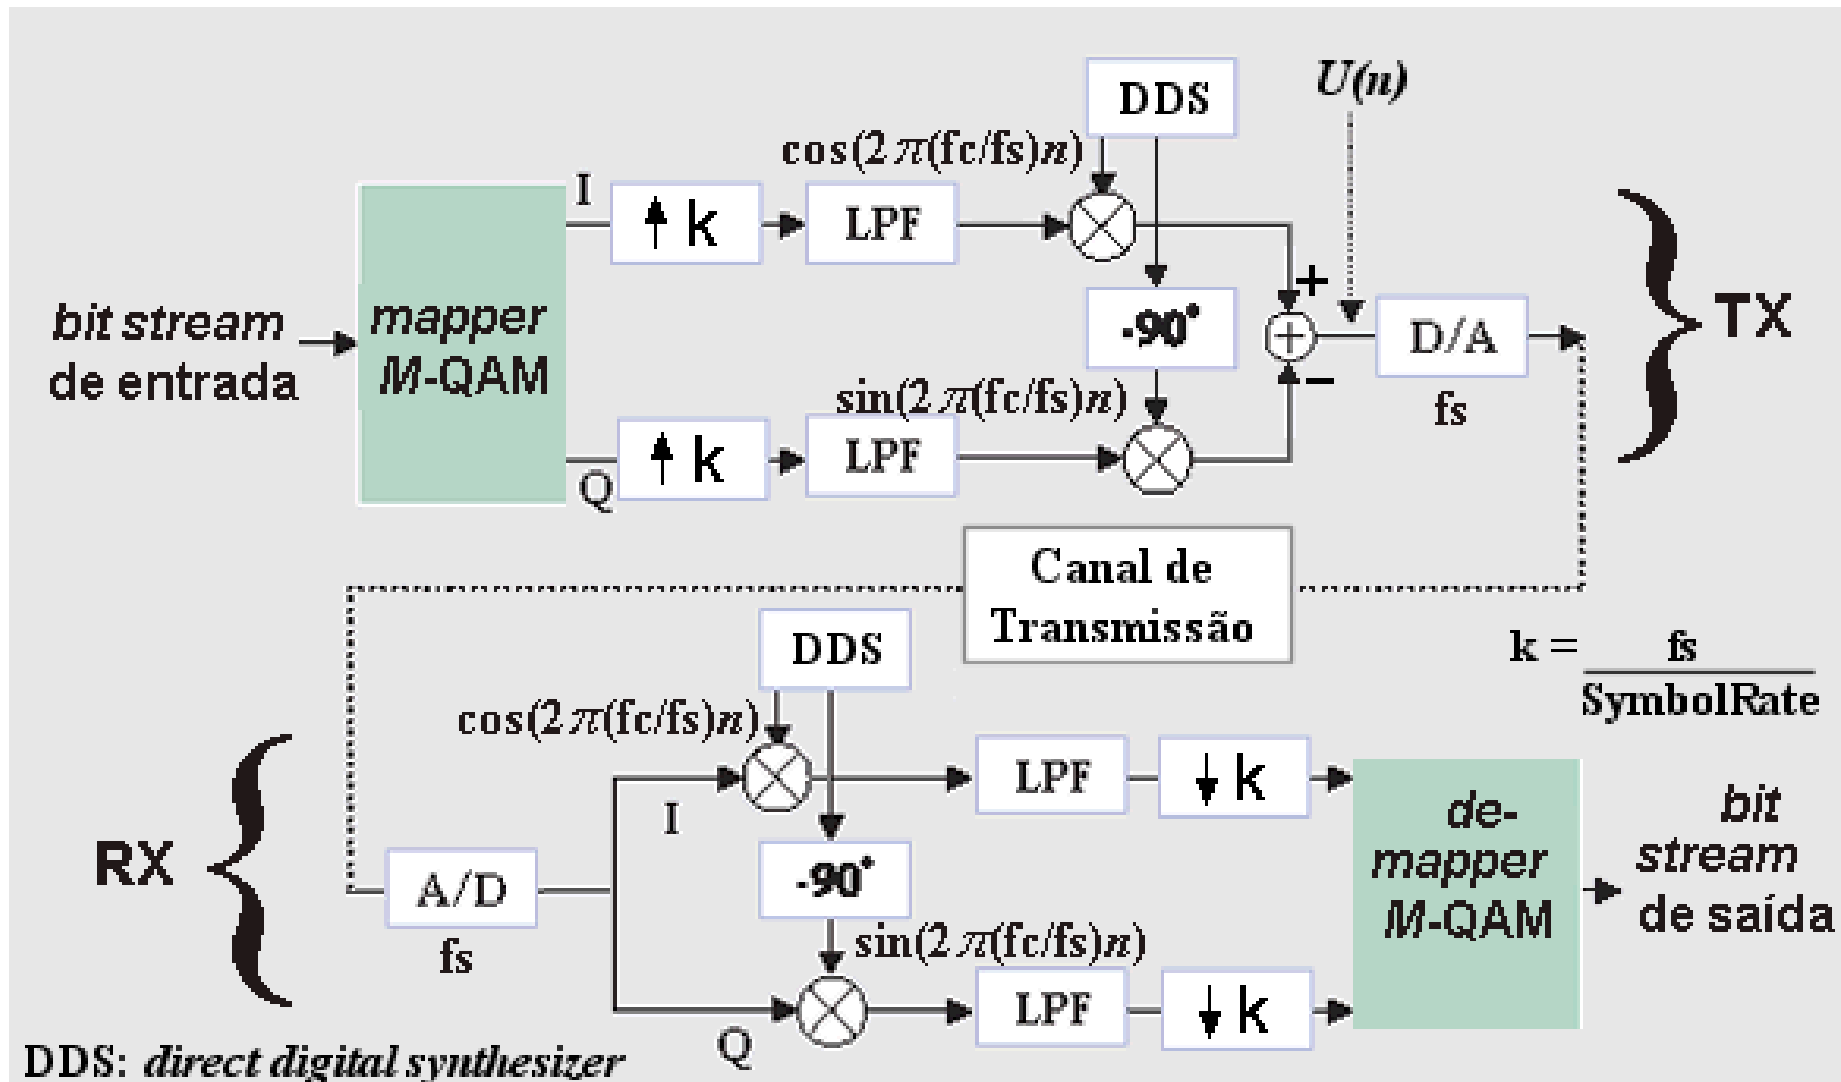 DDS
U(n)
cos(2π(fc/fs)n)
I
↑ k
LPF
bit stream
de entrada
mapper
M-QAM
-90°
+
D/A
fs
TX
−
sin(2π(fc/fs)n)
Q
↑ k
LPF
Canal de
Transmissão
k = fs
SymbolRate
DDS
cos(2π(fc/fs)n)
I
LPF
↓ k
RX
A/D
fs
-90°
sin(2π(fc/fs)n)
Q
LPF
↓ k
de-
mapper
M-QAM
bit
stream
de saída
DDS: direct digital synthesizer